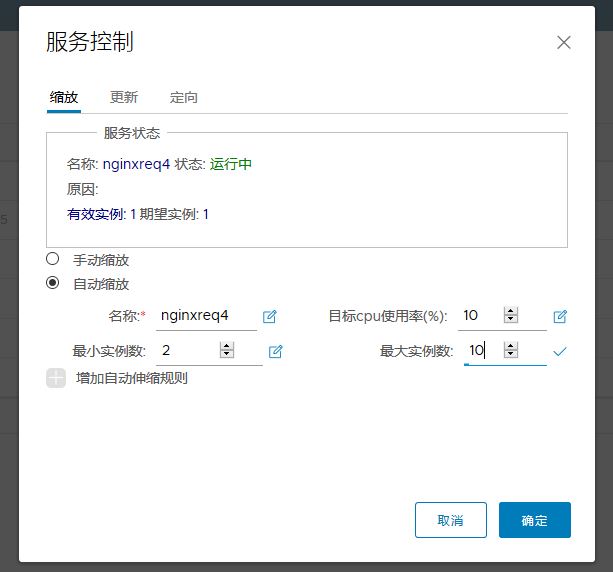 服务控制
缩放 更新 定向
服务状态
名称: nginxreq4 状态: 运行中
原因:
有效实例: 1 期望实例: 1
手动缩放
自动缩放
名称:* nginxreq4 目标cpu使用率(%): 10
最小实例数: 2 最大实例数: 10
增加自动伸缩规则
取消 确定
5